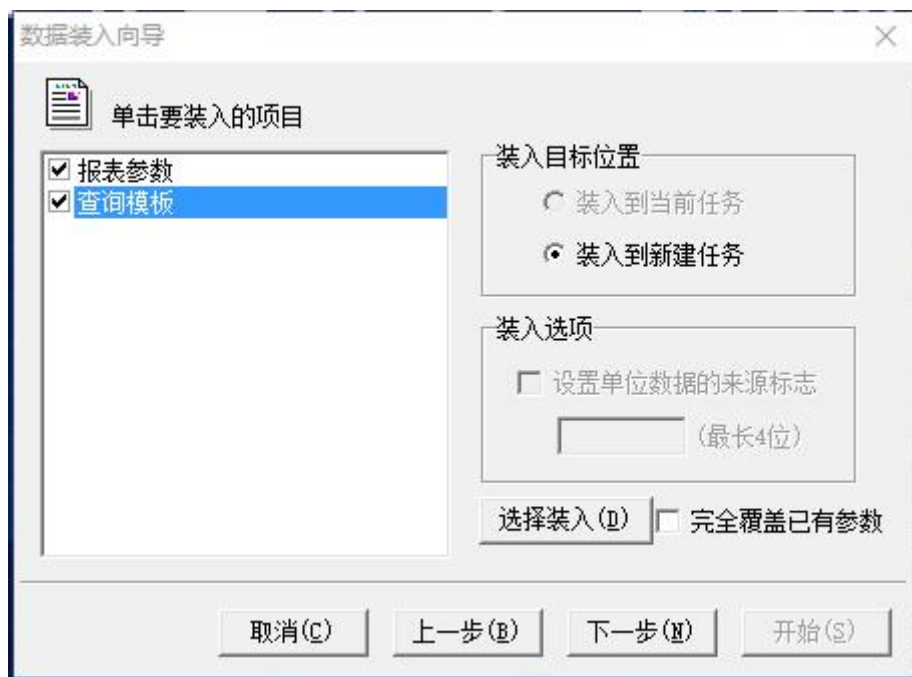 数据装入向导
单击要装入的项目
报表参数
查询模板
装入目标位置
装入到当前任务
装入到新建任务
装入选项
设置单位数据的来源标志
(最长4位)
选择装入(D)
完全覆盖已有参数
取消(C)
上一步(B)
下一步(N)
开始(S)